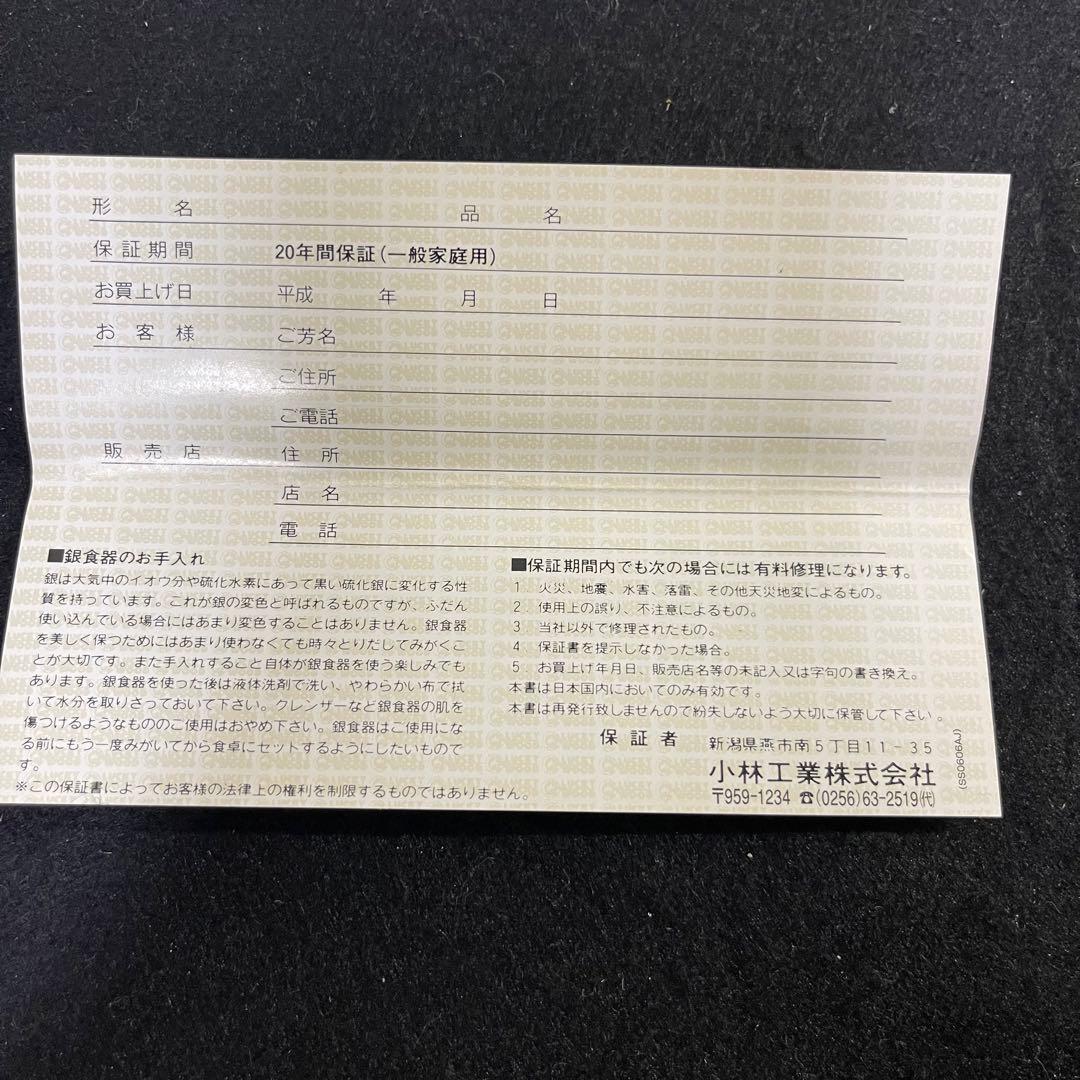 形名 品名
保証期間 20年間保証(一般家庭用)
お買上げ日 平成 年 月 日
お客様 ご芳名
ご住所
ご電話
販売店 住所
店名
電話
■銀食器のお手入れ
銀は大気中のイオウ分や硫化水素にあって黒い硫化銀に変化する性
質を持っています。これが銀の変色と呼ばれるものですが、ふだん
使い込んでいる場合にはあまり変色することはありません。銀食器
を美しく保つためにはあまり使わなくても時々とりだしてみがくこ
とが大切です。また手入れすること自体が銀食器を使う楽しみでも
あります。銀食器を使った後は液体洗剤で洗い、やわらかい布で拭
いて水分を取りさっておいて下さい。クレンザーなど銀食器の肌を
傷つけるようなもののご使用はおやめ下さい。銀食器はご使用にな
る前にもう一度みがいてから食卓にセットするようにしたいもので
す。
※この保証書によってお客様の法律上の権利を制限するものではありません。
■保証期間内でも次の場合には有料修理になります。
1．火災、地震、水害、落雷、その他天災地変によるもの。
2．使用上の誤り、不注意によるもの。
3．当社以外で修理されたもの。
4．保証書を提示しなかった場合。
5．お買上げ年月日、販売店名等の未記入又は字句の書き換え。
本書は日本国内においてのみ有効です。
本書は再発行致しませんので紛失しないよう大切に保管して下さい。
保証者 新潟県燕市南5丁目11-35
小林工業株式会社
〒959-1234 ☎(0256)63-2519(代)
(SS0606AJ)